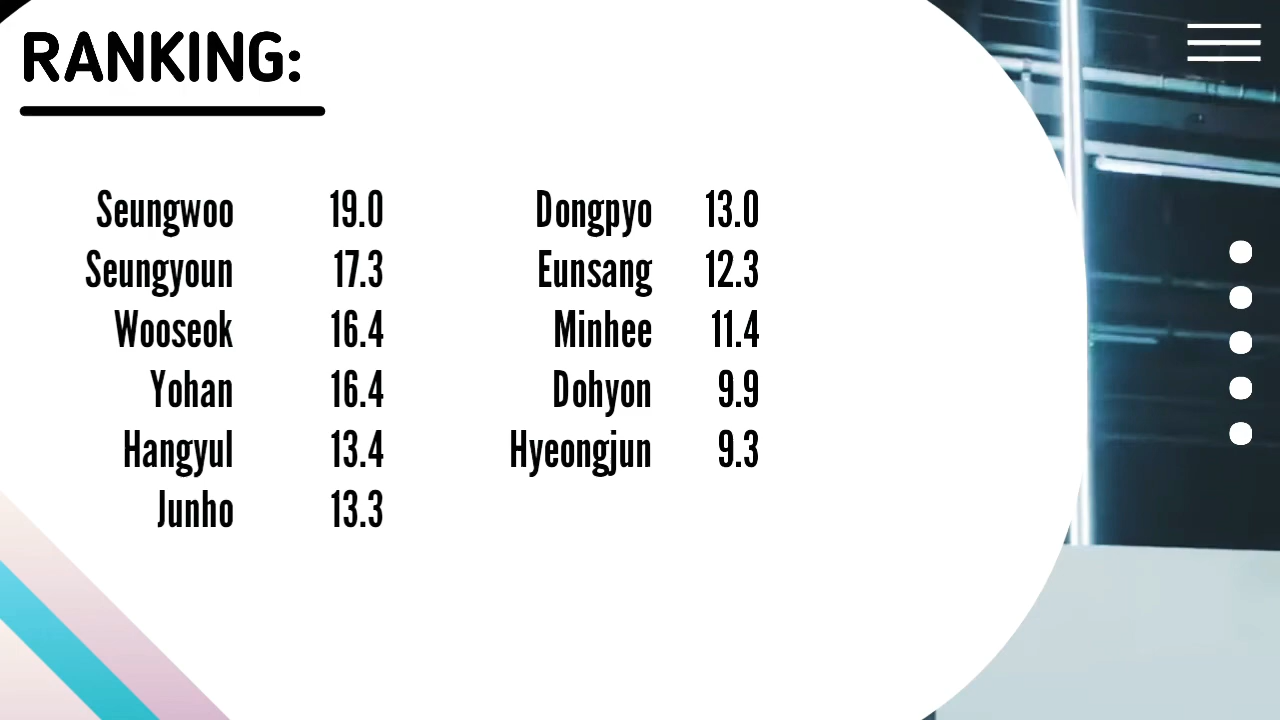 RANKING:
Seungwoo 19.0
Seungyoun 17.3
Wooseok 16.4
Yohan 16.4
Hangyul 13.4
Junho 13.3
Dongpyo 13.0
Eunsang 12.3
Minhee 11.4
Dohyon 9.9
Hyeongjun 9.3